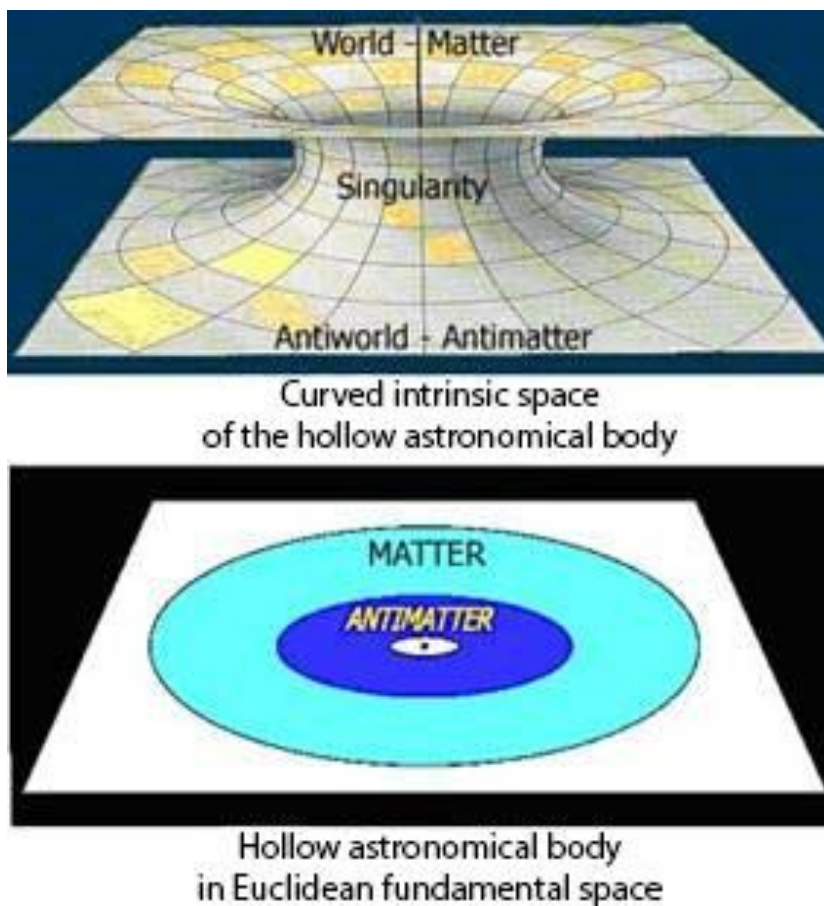 World - Matter
Singularity
Antiworld - Antimatter
Curved intrinsic space
of the hollow astronomical body
MATTER
ANTIMATTER
Hollow astronomical body
in Euclidean fundamental space